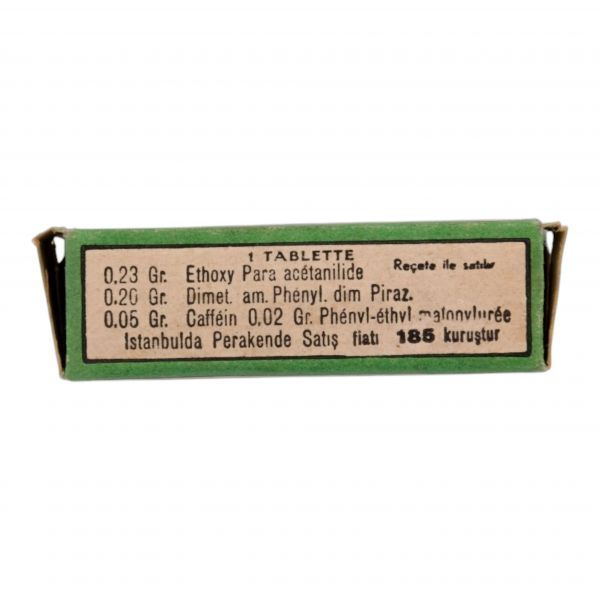 1 TABLETTE
0.23 Gr. Ethoxy Para acétanilide Reçete ile satılır
0.20 Gr. Dimet. am. Phényl. dim Piraz.
0.05 Gr. Cafféin 0.02 Gr. Phényl-éthyl malonylurée
Istanbulda Perakende Satış fiatı 185 kuruştur